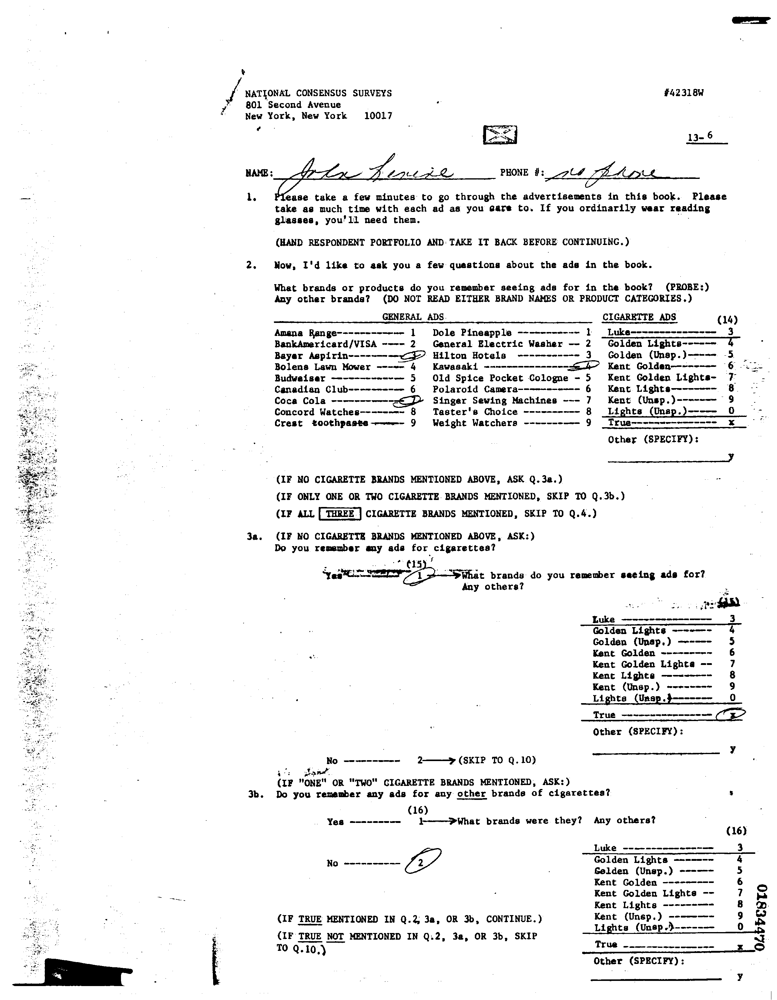 NATIONAL CONSENSUS SURVEYS
801 Second Avenue
New York, New York 10017
#42318W
13- 6
NAME: John PHONE #: no phone
1. Please take a few minutes to go through the advertisements in this book. Please
take as much time with each ad as you care to. If you ordinarily wear reading
glasses, you'll need them.
(HAND RESPONDENT PORTFOLIO AND TAKE IT BACK BEFORE CONTINUING.)
2. Now, I'd like to ask you a few questions about the ads in the book.
What brands or products do you remember seeing ads for in the book? (PROBE:)
Any other brands? (DO NOT READ EITHER BRAND NAMES OR PRODUCT CATEGORIES.)
GENERAL ADS CIGARETTE ADS (14)
Amana Range------------ 1 Dole Pineapple ----------- 1 Luke--------------- 3
BankAmericard/VISA ---- 2 General Electric Washer -- 2 Golden Lights------ 4
Bayer Aspirin--------- Hilton Hotels ----------- 3 Golden (Unsp.)----- 5
Bolens Lawn Mower ----- 4 Kawasaki --------------- Kent Golden-------- 6
Budweiser ------------- 5 Old Spice Pocket Cologne - 5 Kent Golden Lights- 7
Canadian Club---------- 6 Polaroid Camera----------- 6 Kent Lights-------- 8
Coca Cola ------------ Singer Sewing Machines --- 7 Kent (Unsp.)------- 9
Concord Watches-------- 8 Taster's Choice ---------- 8 Lights (Unsp.)----- 0
Crest toothpaste ------ 9 Weight Watchers ---------- 9 True--------------- x
Other (SPECIFY):
y
(IF NO CIGARETTE BRANDS MENTIONED ABOVE, ASK Q.3a.)
(IF ONLY ONE OR TWO CIGARETTE BRANDS MENTIONED, SKIP TO Q.3b.)
(IF ALL THREE CIGARETTE BRANDS MENTIONED, SKIP TO Q.4.)
3a. (IF NO CIGARETTE BRANDS MENTIONED ABOVE, ASK:)
Do you remember any ads for cigarettes?
(15)
Yes --------- 1 What brands do you remember seeing ads for?
Any others?
(15)
Luke --------------- 3
Golden Lights ------- 4
Golden (Unsp.) ------ 5
Kent Golden --------- 6
Kent Golden Lights -- 7
Kent Lights --------- 8
Kent (Unsp.) -------- 9
Lights (Unsp.)------- 0
True ---------------- x
Other (SPECIFY):
y
No ---------- 2 (SKIP TO Q.10)
(IF "ONE" OR "TWO" CIGARETTE BRANDS MENTIONED, ASK:)
3b. Do you remember any ads for any other brands of cigarettes?
(16)
Yes --------- 1 What brands were they? Any others?
(16)
Luke ---------------- 3
Golden Lights ------- 4
No ---------- 2 Golden (Unsp.) ------ 5
Kent Golden --------- 6
Kent Golden Lights -- 7
Kent Lights --------- 8
(IF TRUE MENTIONED IN Q.2, 3a, OR 3b, CONTINUE.) Kent (Unsp.) -------- 9
Lights (Unsp.)------- 0
(IF TRUE NOT MENTIONED IN Q.2, 3a, OR 3b, SKIP
TO Q.10.) True ---------------- x
Other (SPECIFY):
y
01834470